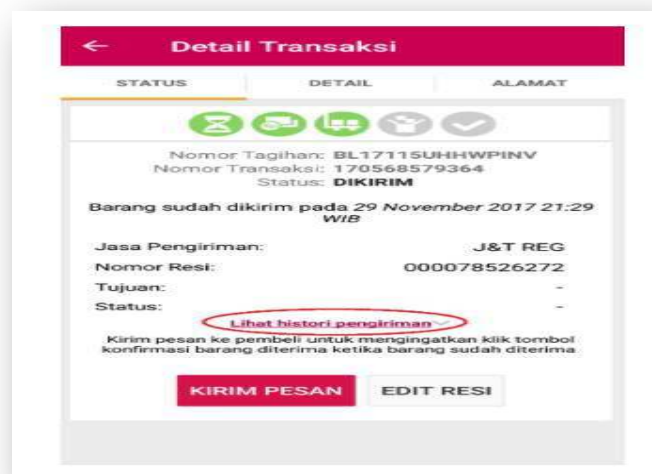 Detail Transaksi
STATUS DETAIL ALAMAT
Nomor Tagihan: BL17115UHHWPINV
Nomor Transaksi: 170568579364
Status: DIKIRIM
Barang sudah dikirim pada 29 November 2017 21:29
WIB
Jasa Pengiriman: J&T REG
Nomor Resi: 000078526272
Tujuan: -
Status: -
Lihat histori pengiriman
Kirim pesan ke pembeli untuk mengingatkan klik tombol
konfirmasi barang diterima ketika barang sudah diterima
KIRIM PESAN EDIT RESI